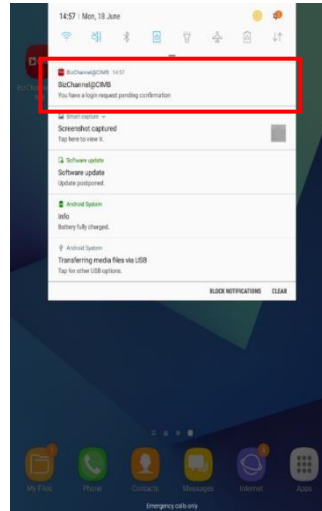 14:57 | Mon, 18 June
BizChannel@CIMB 14:57
BizChannel@CIMB
You have a login request pending confirmation
Smart capture
Screenshot captured
Tap here to view it.
Software update
Software update
Update postponed.
Android System
Info
Battery fully charged.
Android System
Transferring media files via USB
Tap for other USB options.
BLOCK NOTIFICATIONS CLEAR
My Files Phone Contacts Messages Internet Apps
Emergency calls only